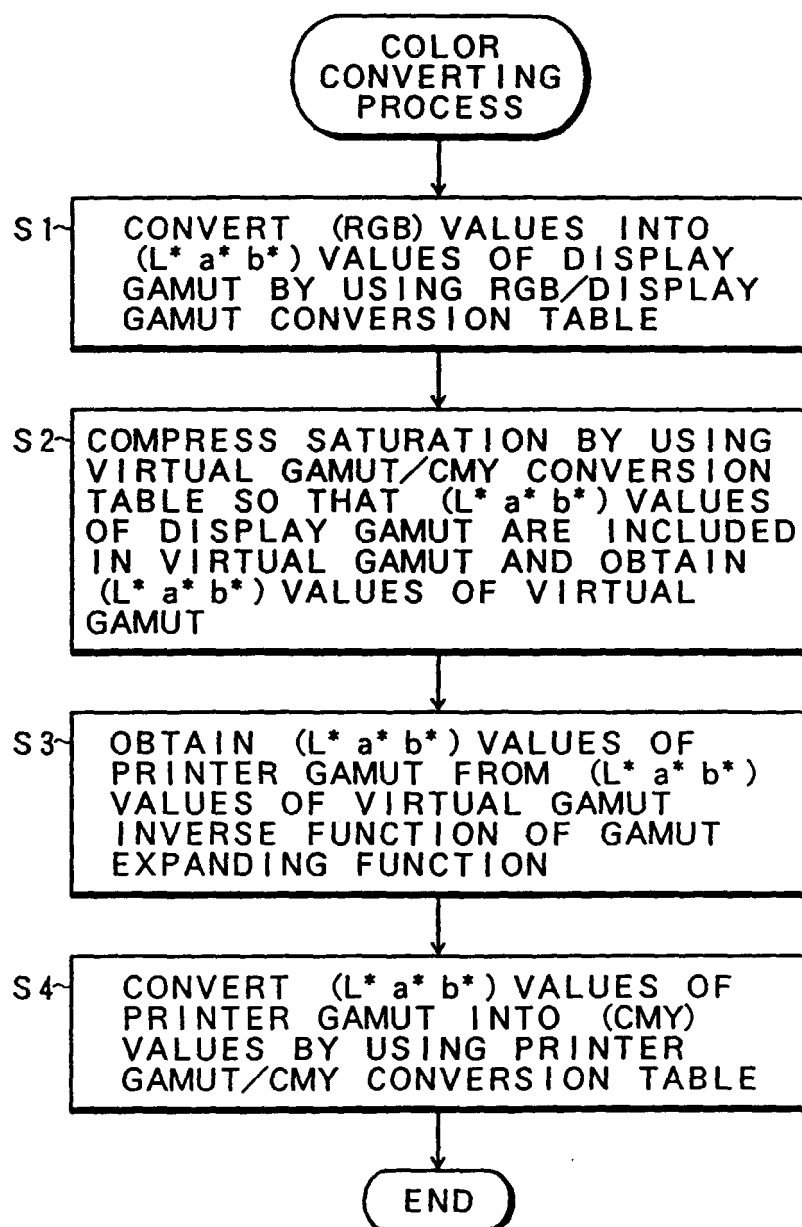 COLOR
CONVERTING
PROCESS
S1~ CONVERT (RGB) VALUES INTO
(L* a* b*) VALUES OF DISPLAY
GAMUT BY USING RGB/DISPLAY
GAMUT CONVERSION TABLE
S2~ COMPRESS SATURATION BY USING
VIRTUAL GAMUT/CMY CONVERSION
TABLE SO THAT (L* a* b*) VALUES
OF DISPLAY GAMUT ARE INCLUDED
IN VIRTUAL GAMUT AND OBTAIN
(L* a* b*) VALUES OF VIRTUAL
GAMUT
S3~ OBTAIN (L* a* b*) VALUES OF
PRINTER GAMUT FROM (L* a* b*)
VALUES OF VIRTUAL GAMUT
INVERSE FUNCTION OF GAMUT
EXPANDING FUNCTION
S4~ CONVERT (L* a* b*) VALUES OF
PRINTER GAMUT INTO (CMY)
VALUES BY USING PRINTER
GAMUT/CMY CONVERSION TABLE
END